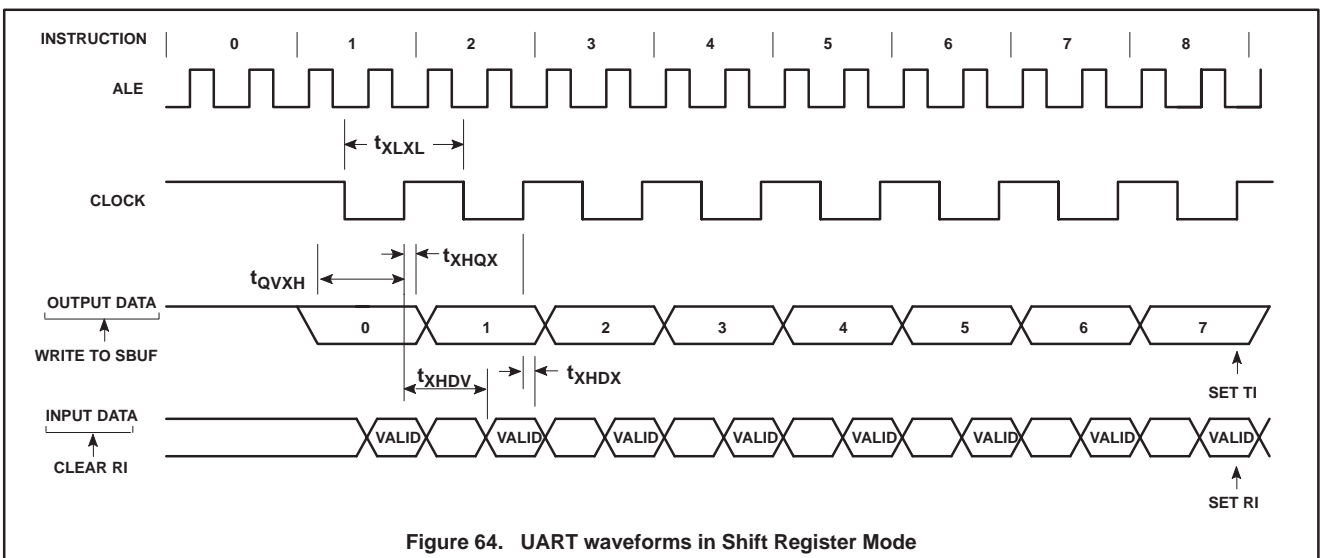 INSTRUCTION 0 1 2 3 4 5 6 7 8
ALE
tXLXL
CLOCK
tXHQX
tQVXH
OUTPUT DATA
0 1 2 3 4 5 6 7
WRITE TO SBUF
tXHDV
tXHDX
SET TI
INPUT DATA
VALID VALID VALID VALID VALID VALID VALID VALID
CLEAR RI
SET RI
Figure 64. UART waveforms in Shift Register Mode